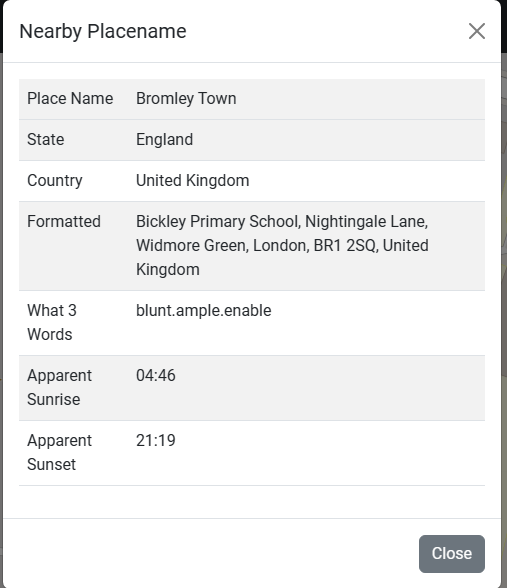 Nearby Placename
Place Name Bromley Town
State England
Country United Kingdom
Formatted Bickley Primary School, Nightingale Lane,
Widmore Green, London, BR1 2SQ, United
Kingdom
What 3 blunt.ample.enable
Words
Apparent 04:46
Sunrise
Apparent 21:19
Sunset
Close